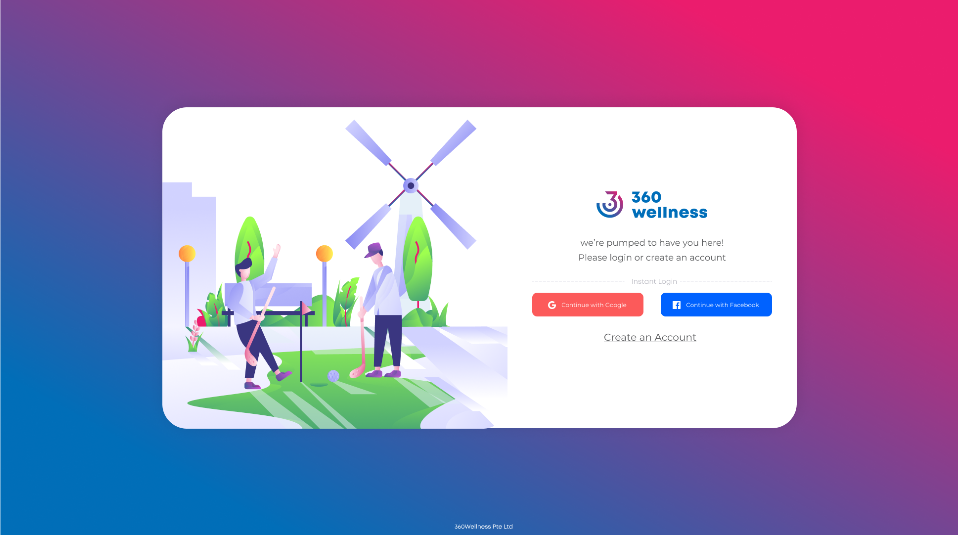 360
wellness
we're pumped to have you here!
Please login or create an account
Instant Login
Continue with Google
Continue with Facebook
Create an Account
360Wellness Pte Ltd